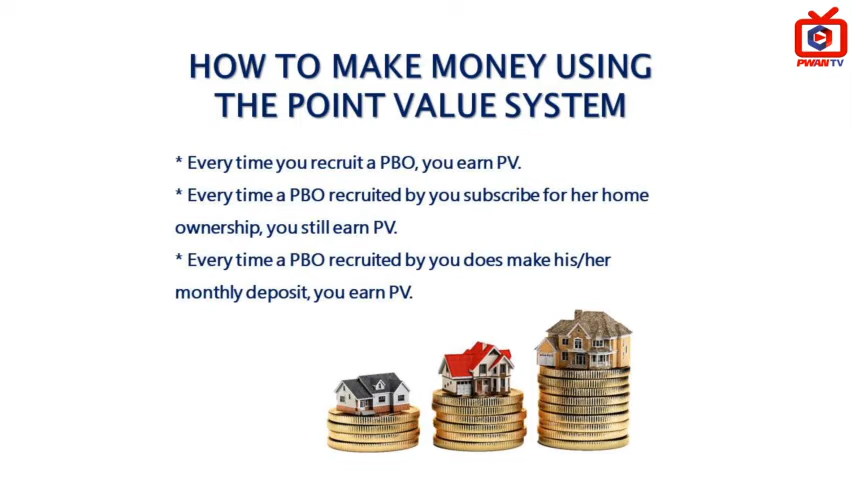 PWAN TV
HOW TO MAKE MONEY USING
THE POINT VALUE SYSTEM
* Every time you recruit a PBO, you earn PV.
* Every time a PBO recruited by you subscribe for her home
ownership, you still earn PV.
* Every time a PBO recruited by you does make his/her
monthly deposit, you earn PV.